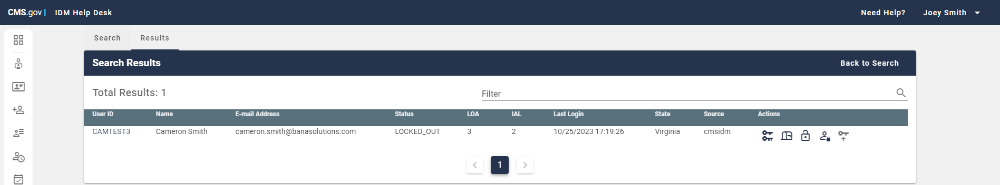 CMS.gov | IDM Help Desk Need Help? Joey Smith
Search Results
Search Results Back to Search
Total Results: 1 Filter
User ID Name E-mail Address Status LOA IAL Last Login State Source Actions
CAMTEST3 Cameron Smith cameron.smith@banasolutions.com LOCKED_OUT 3 2 10/25/2023 17:19:26 Virginia cmsidm
1